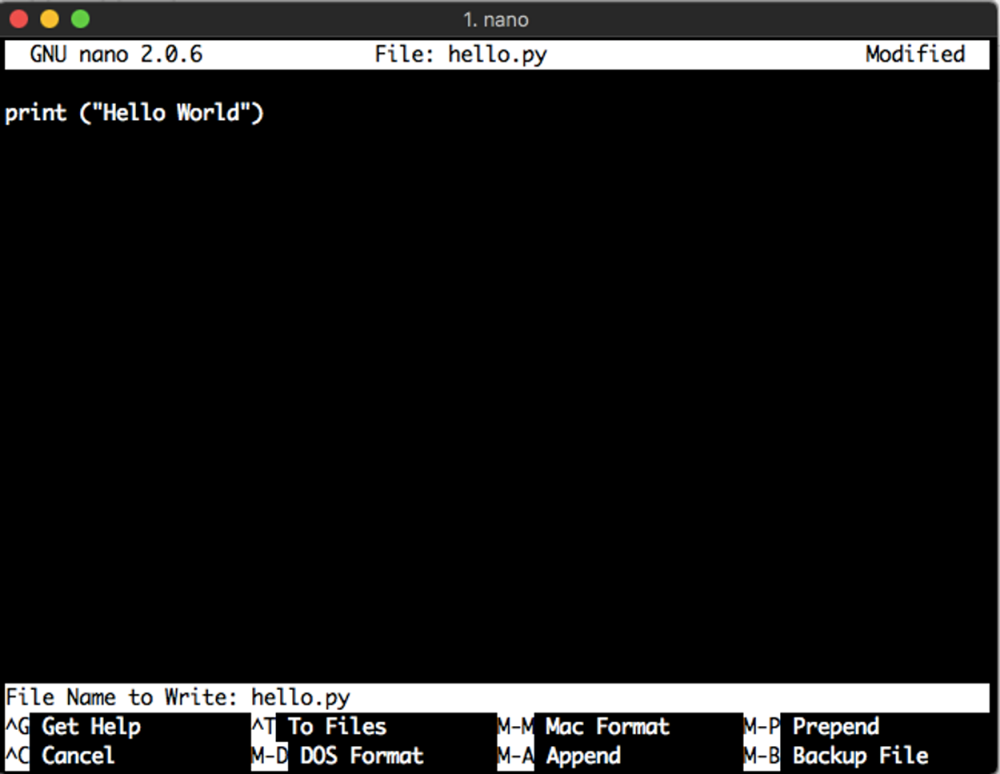 1. nano
GNU nano 2.0.6 File: hello.py Modified
print ("Hello World")
File Name to Write: hello.py
^G Get Help ^T To Files M-M Mac Format M-P Prepend
^C Cancel M-D DOS Format M-A Append M-B Backup File